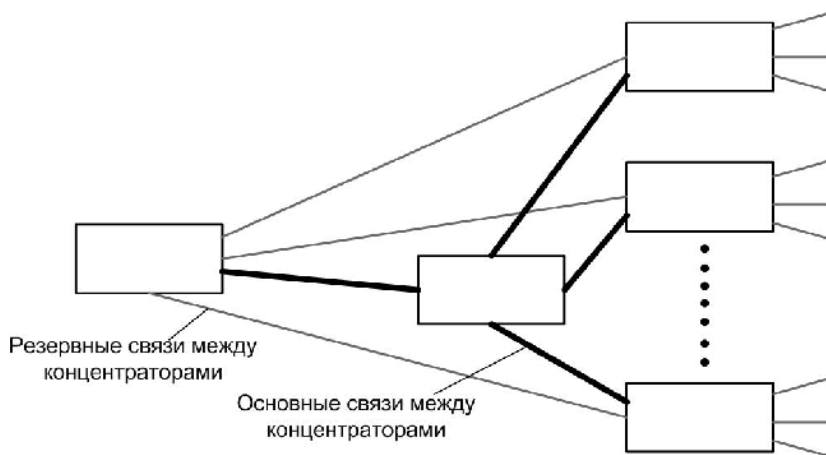 Резервные связи между
концентраторами
Основные связи между
концентраторами